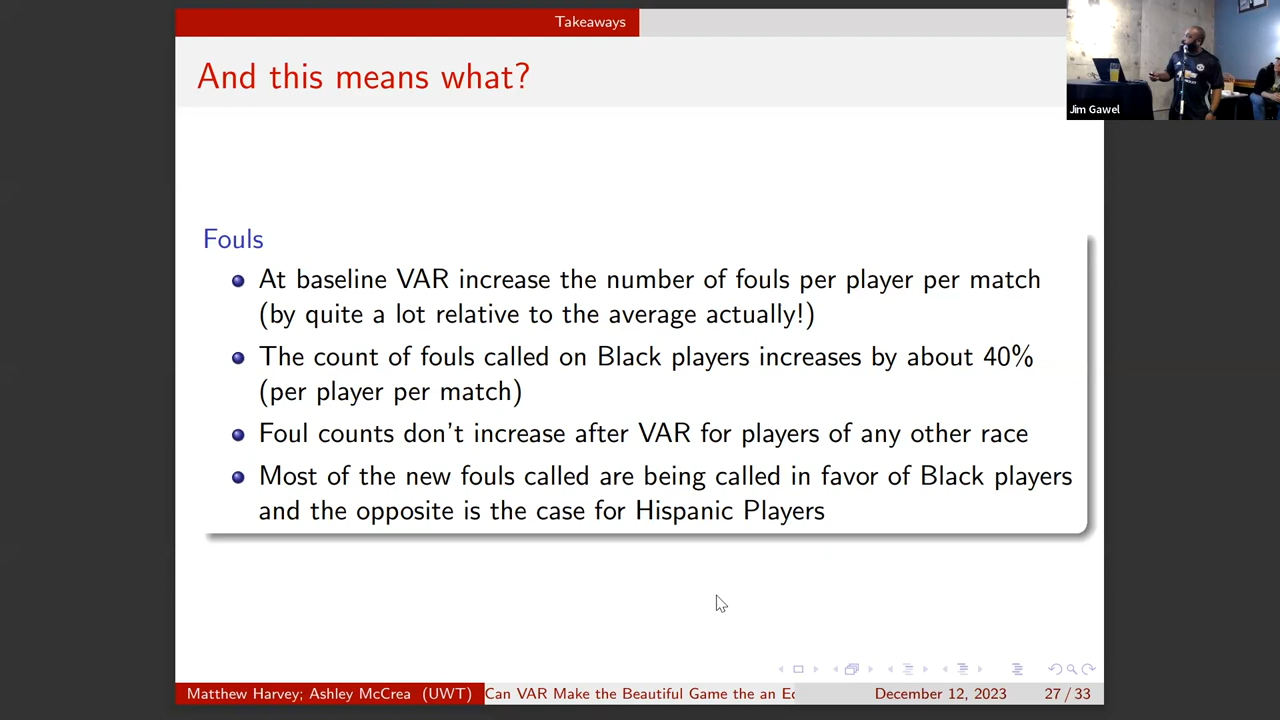 Takeaways
And this means what?
Jim Gawel
Fouls
At baseline VAR increase the number of fouls per player per match
(by quite a lot relative to the average actually!)
The count of fouls called on Black players increases by about 40%
(per player per match)
Foul counts don't increase after VAR for players of any other race
Most of the new fouls called are being called in favor of Black players
and the opposite is the case for Hispanic Players
Matthew Harvey; Ashley McCrea (UWT) Can VAR Make the Beautiful Game the an Ec December 12, 2023 27 / 33